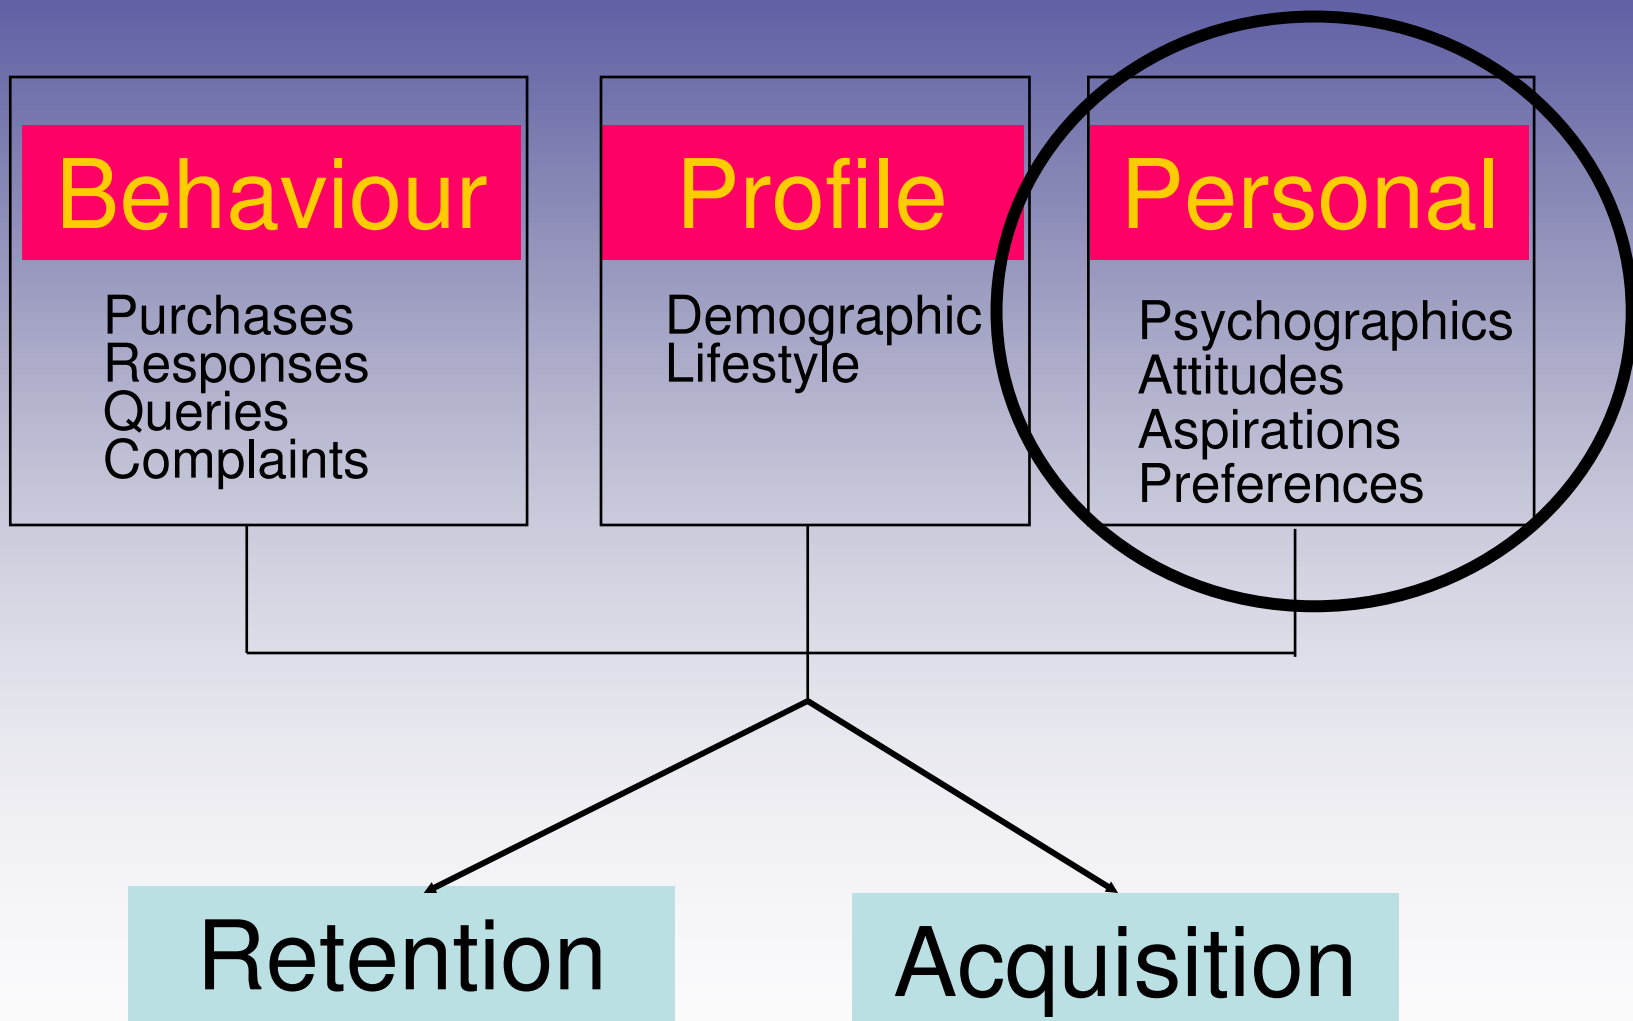 Behaviour
Purchases
Responses
Queries
Complaints
Profile
Demographic
Lifestyle
Personal
Psychographics
Attitudes
Aspirations
Preferences
Retention
Acquisition